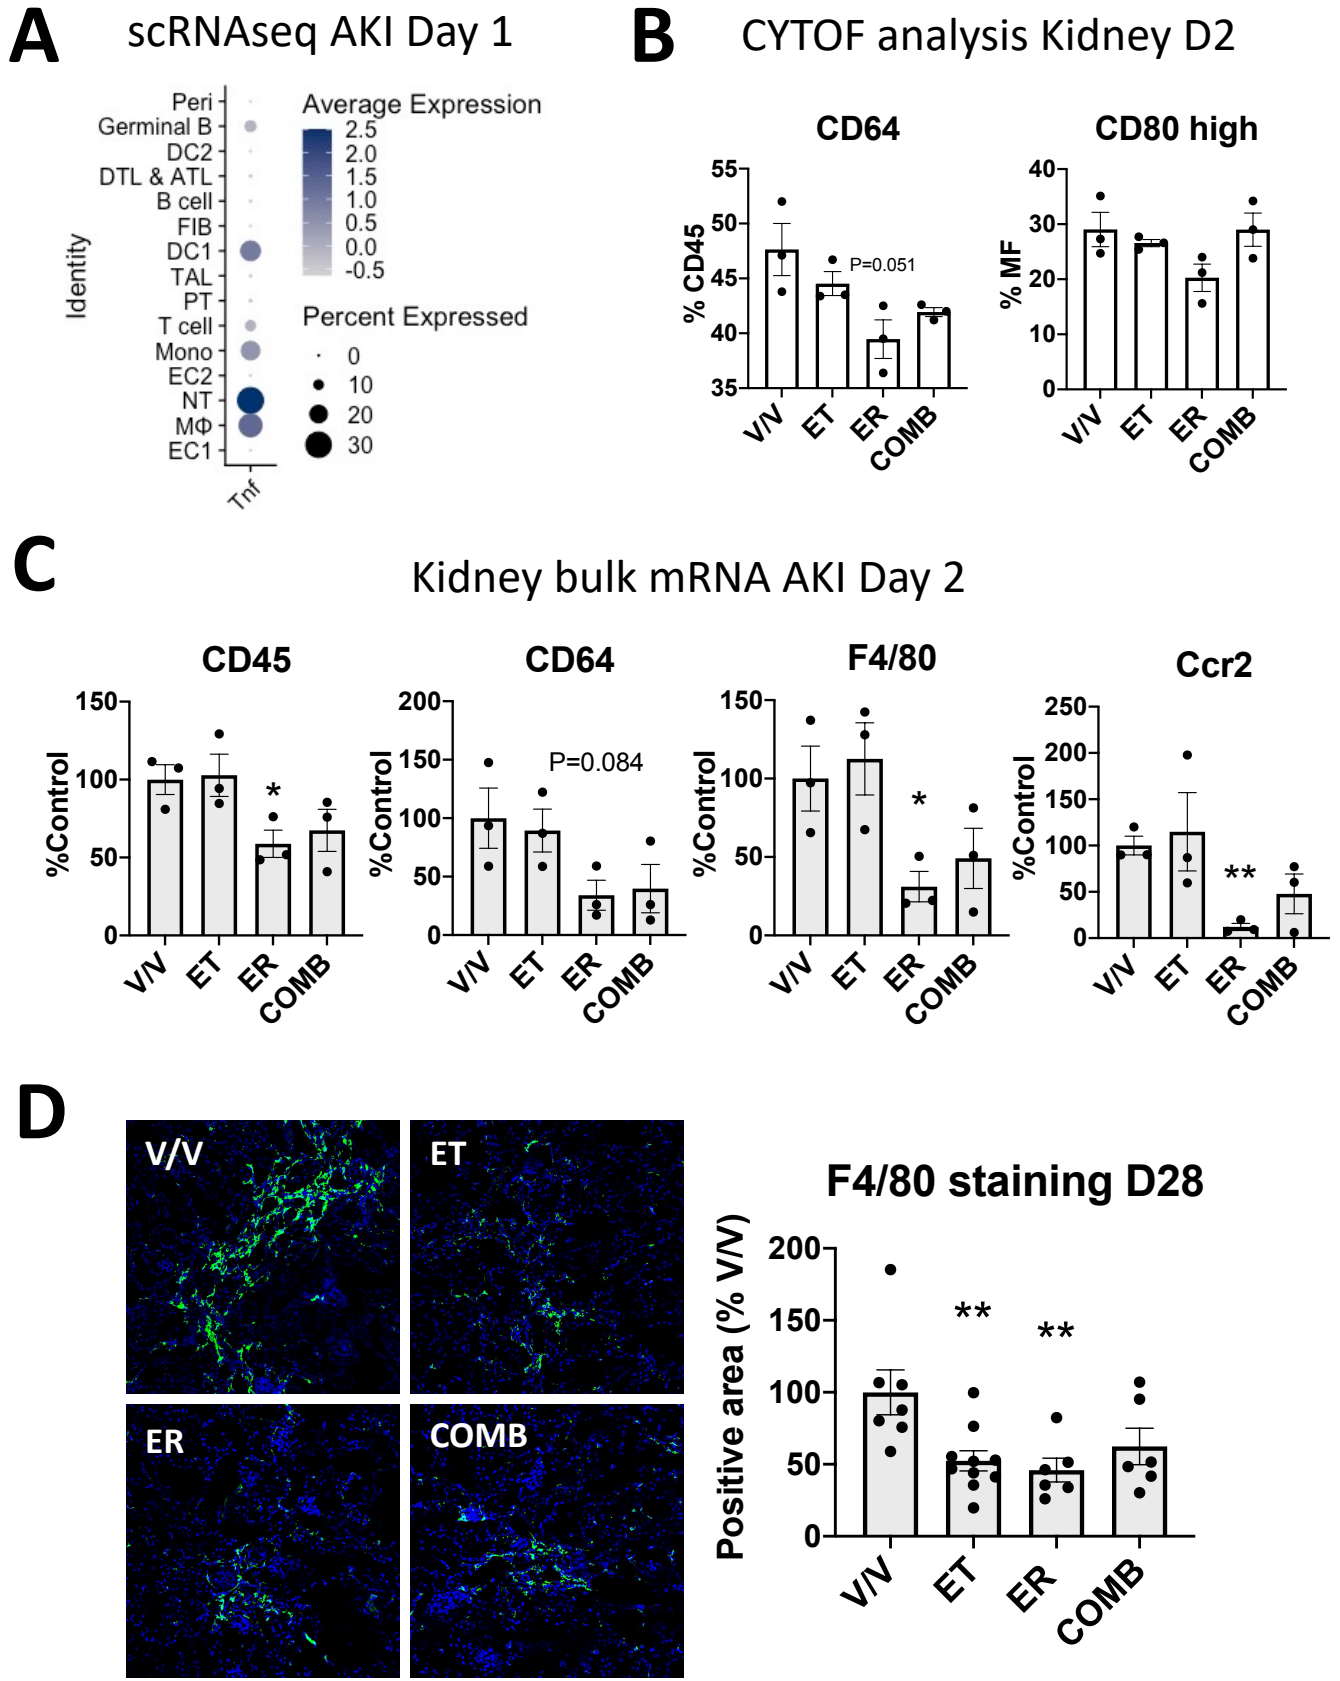 A
scRNAseq AKI Day 1
Identity
Peri
Germinal B
DC2
DTL & ATL
B cell
FIB
DC1
TAL
PT
T cell
Mono
EC2
NT
MΦ
EC1
Tnf
Average Expression
2.5
2.0
1.5
1.0
0.5
0.0
-0.5
Percent Expressed
0
10
20
30
B
CYTOF analysis Kidney D2
CD64
% CD45
55
50
45
40
35
P=0.051
V/V
ET
ER
COMB
CD80 high
% MF
40
30
20
10
0
V/V
ET
ER
COMB
C
Kidney bulk mRNA AKI Day 2
CD45
%Control
150
100
50
0
*
V/V
ET
ER
COMB
CD64
%Control
200
150
100
50
0
P=0.084
V/V
ET
ER
COMB
F4/80
%Control
150
100
50
0
*
V/V
ET
ER
COMB
Ccr2
%Control
250
200
150
100
50
0
**
V/V
ET
ER
COMB
D
V/V
ET
ER
COMB
F4/80 staining D28
Positive area (% V/V)
200
150
100
50
0
**
**
V/V
ET
ER
COMB